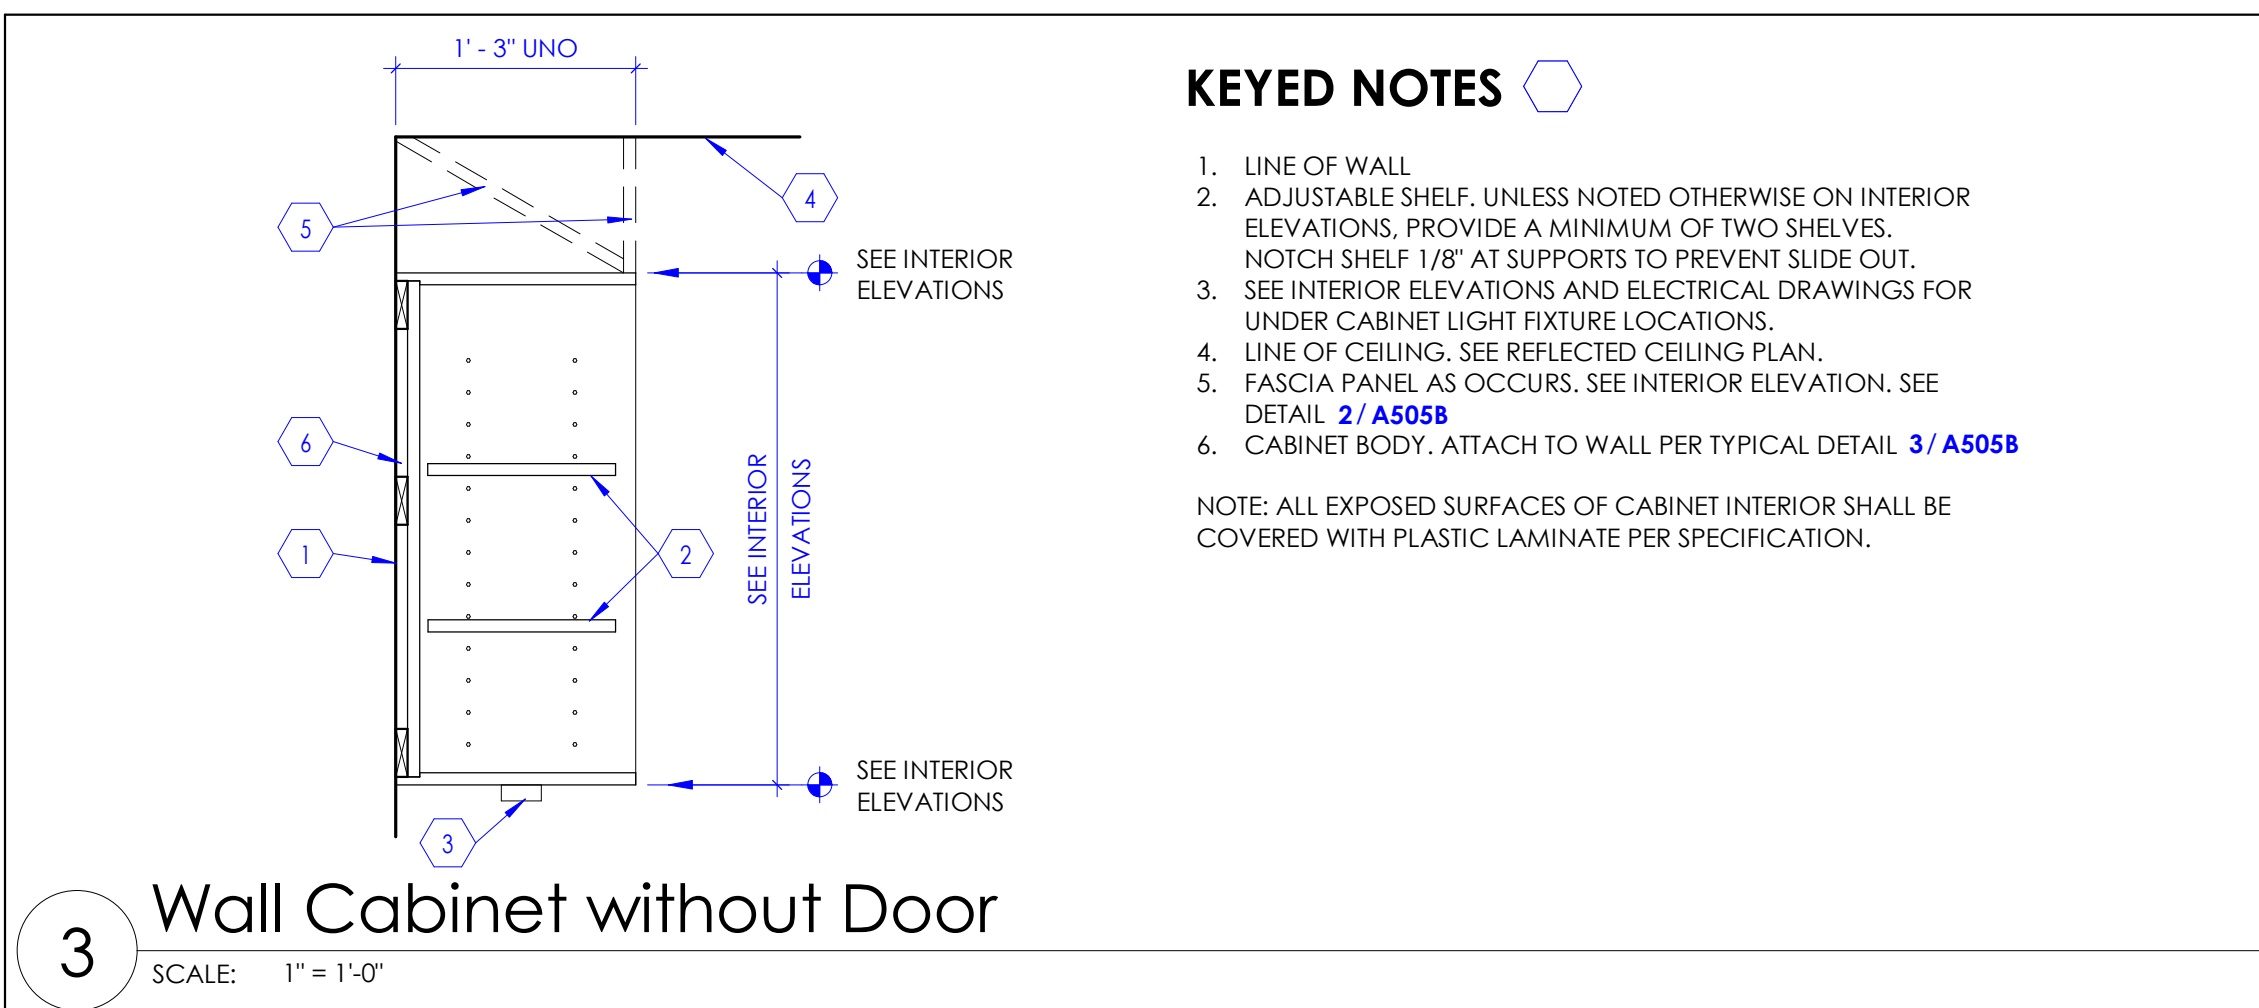 1' - 3" UNO
5
4
SEE INTERIOR
ELEVATIONS
6
1
2
SEE INTERIOR
ELEVATIONS
SEE INTERIOR
ELEVATIONS
3
KEYED NOTES
1. LINE OF WALL
2. ADJUSTABLE SHELF. UNLESS NOTED OTHERWISE ON INTERIOR
ELEVATIONS, PROVIDE A MINIMUM OF TWO SHELVES.
NOTCH SHELF 1/8" AT SUPPORTS TO PREVENT SLIDE OUT.
3. SEE INTERIOR ELEVATIONS AND ELECTRICAL DRAWINGS FOR
UNDER CABINET LIGHT FIXTURE LOCATIONS.
4. LINE OF CEILING. SEE REFLECTED CEILING PLAN.
5. FASCIA PANEL AS OCCURS. SEE INTERIOR ELEVATION. SEE
DETAIL 2/ A505B
6. CABINET BODY. ATTACH TO WALL PER TYPICAL DETAIL 3/ A505B
NOTE: ALL EXPOSED SURFACES OF CABINET INTERIOR SHALL BE
COVERED WITH PLASTIC LAMINATE PER SPECIFICATION.
3
Wall Cabinet without Door
SCALE: 1" = 1'-0"